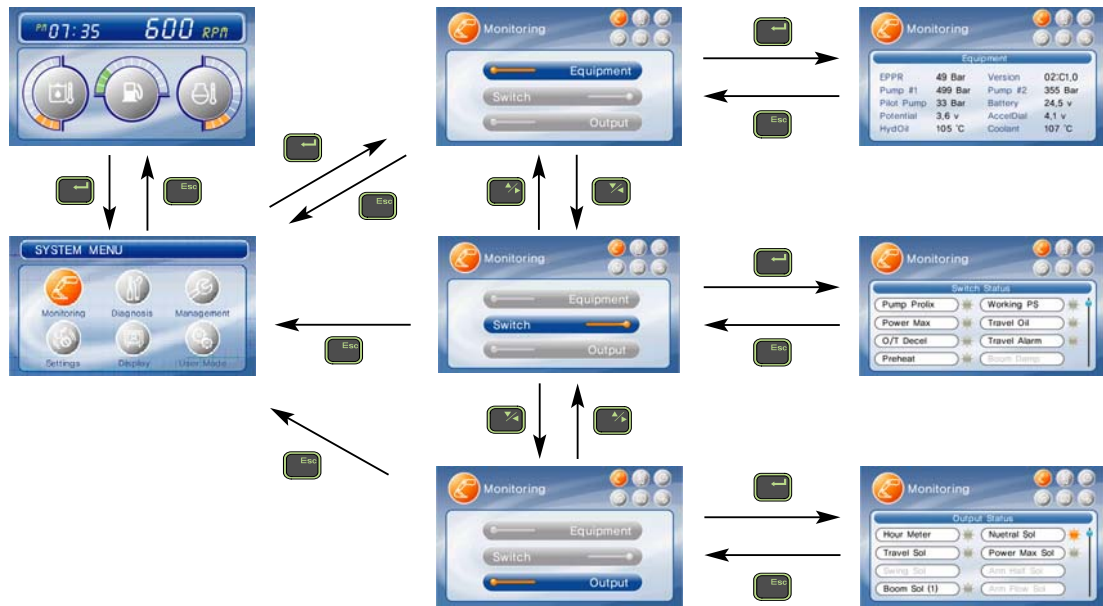 PM 07:35 600 RPM
Monitoring
Equipment
Switch
Output
Monitoring
Equipment
EPPR 49 Bar Version 02:C1,0
Pump #1 499 Bar Pump #2 355 Bar
Pilot Pump 33 Bar Battery 24,5 v
Potential 3,6 v AccelDial 4,1 v
HydOil 105 ℃ Coolant 107 ℃
Esc
Esc
Esc
SYSTEM MENU
Monitoring Diagnosis Management
Settings Display User Mode
Monitoring
Equipment
Switch
Output
Monitoring
Switch Status
Pump Prolix Working PS
Power Max Travel Oil
O/T Decel Travel Alarm
Preheat Boom Damp
Esc
Esc
Esc
Monitoring
Equipment
Switch
Output
Monitoring
Output Status
Hour Meter Nuetral Sol
Travel Sol Power Max Sol
Swing Sol Arm Half Sol
Boom Sol (1) Arm Flow Sol
Esc